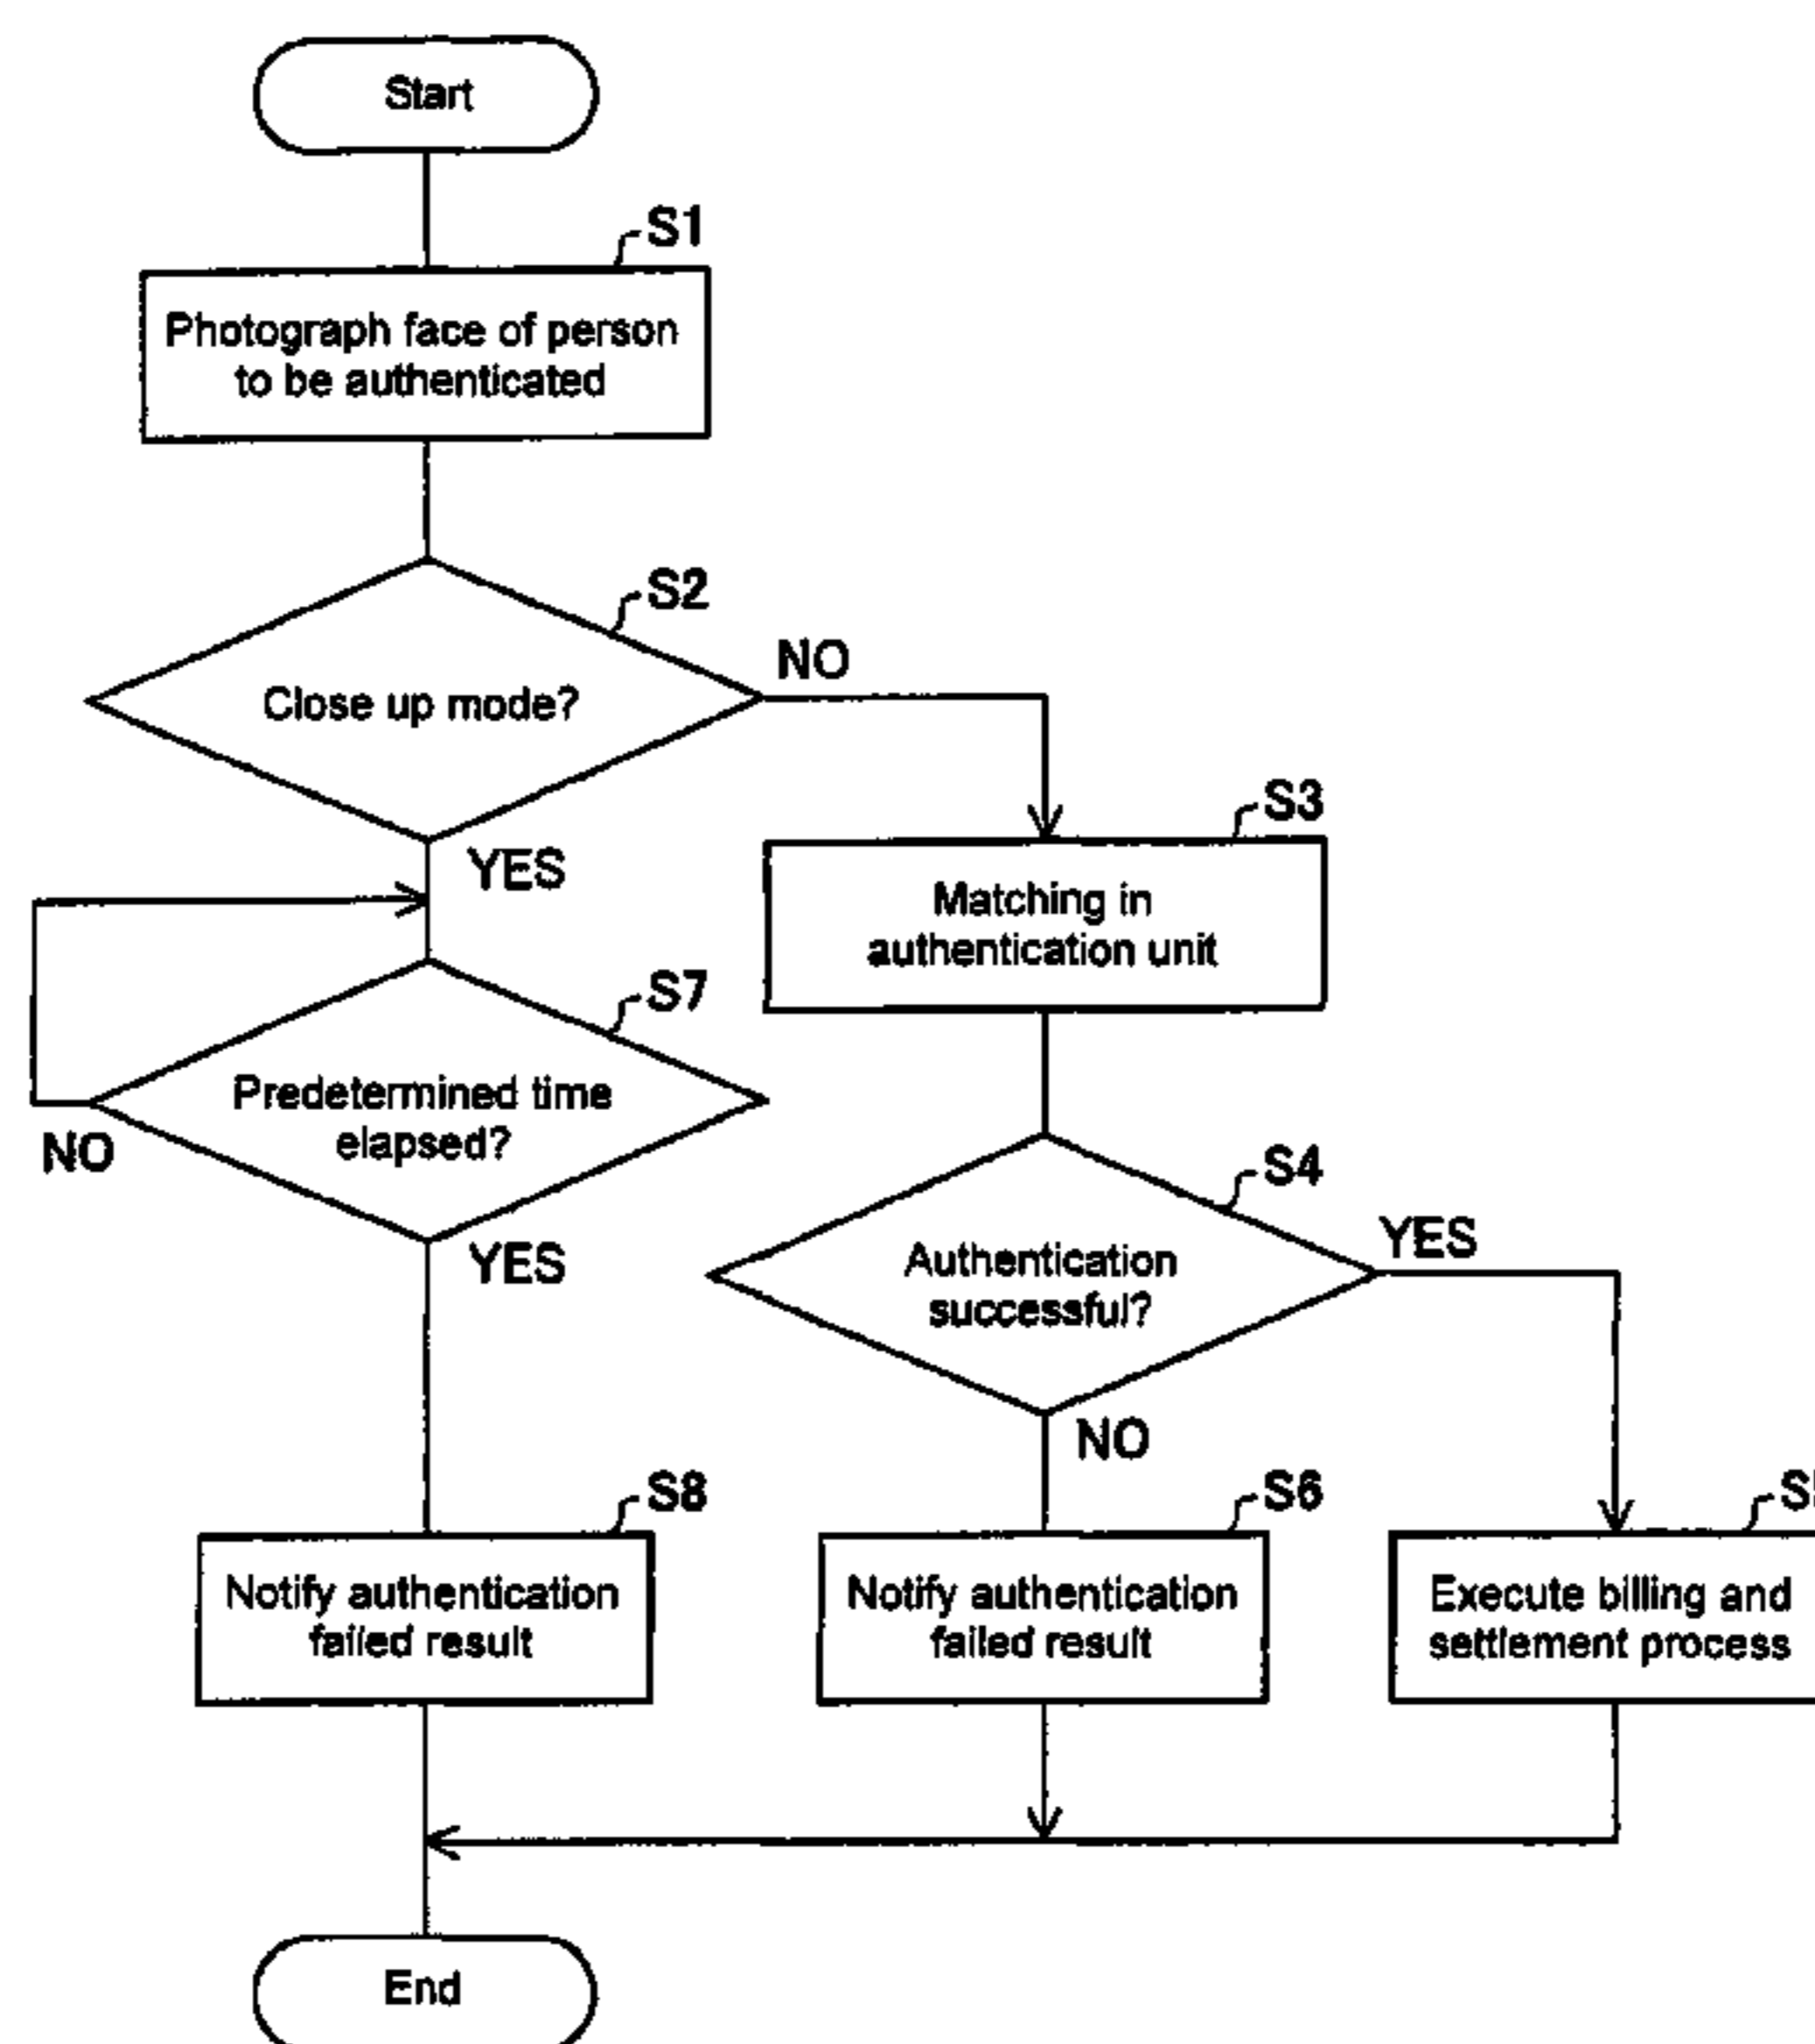 Start
S1
Photograph face of person
to be authenticated
S2
Close up mode?
NO
YES
S3
Matching in
authentication unit
S7
Predetermined time
elapsed?
NO
YES
S4
Authentication
successful?
YES
NO
S8
Notify authentication
failed result
S6
Notify authentication
failed result
Execute billing and
settlement process
End